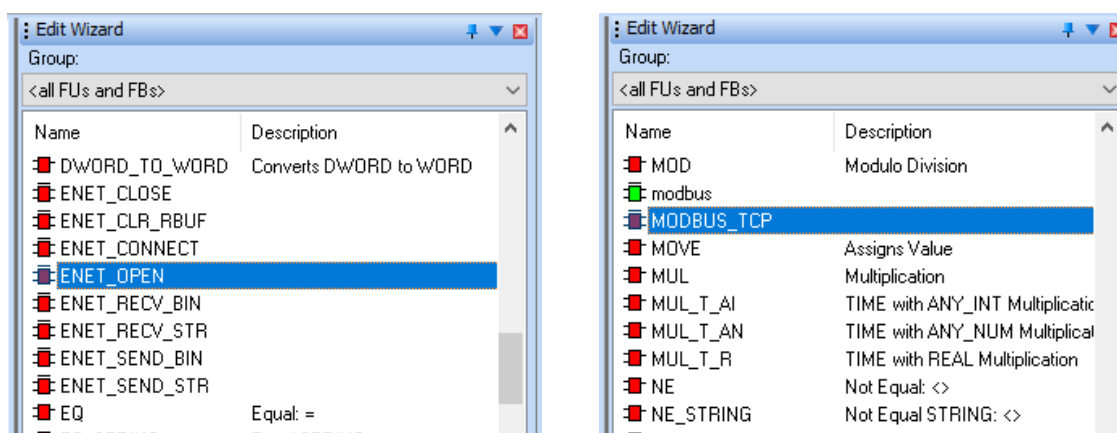 Edit Wizard
Group:
<all FUs and FBs>
Name Description
DWORD_TO_WORD Converts DWORD to WORD
ENET_CLOSE
ENET_CLR_RBUF
ENET_CONNECT
ENET_OPEN
ENET_RECV_BIN
ENET_RECV_STR
ENET_SEND_BIN
ENET_SEND_STR
EQ Equal: =
Edit Wizard
Group:
<all FUs and FBs>
Name Description
MOD Modulo Division
modbus
MODBUS_TCP
MOVE Assigns Value
MUL Multiplication
MUL_T_AI TIME with ANY_INT Multiplicatic
MUL_T_AN TIME with ANY_NUM Multiplical
MUL_T_R TIME with REAL Multiplication
NE Not Equal: <>
NE_STRING Not Equal STRING: <>